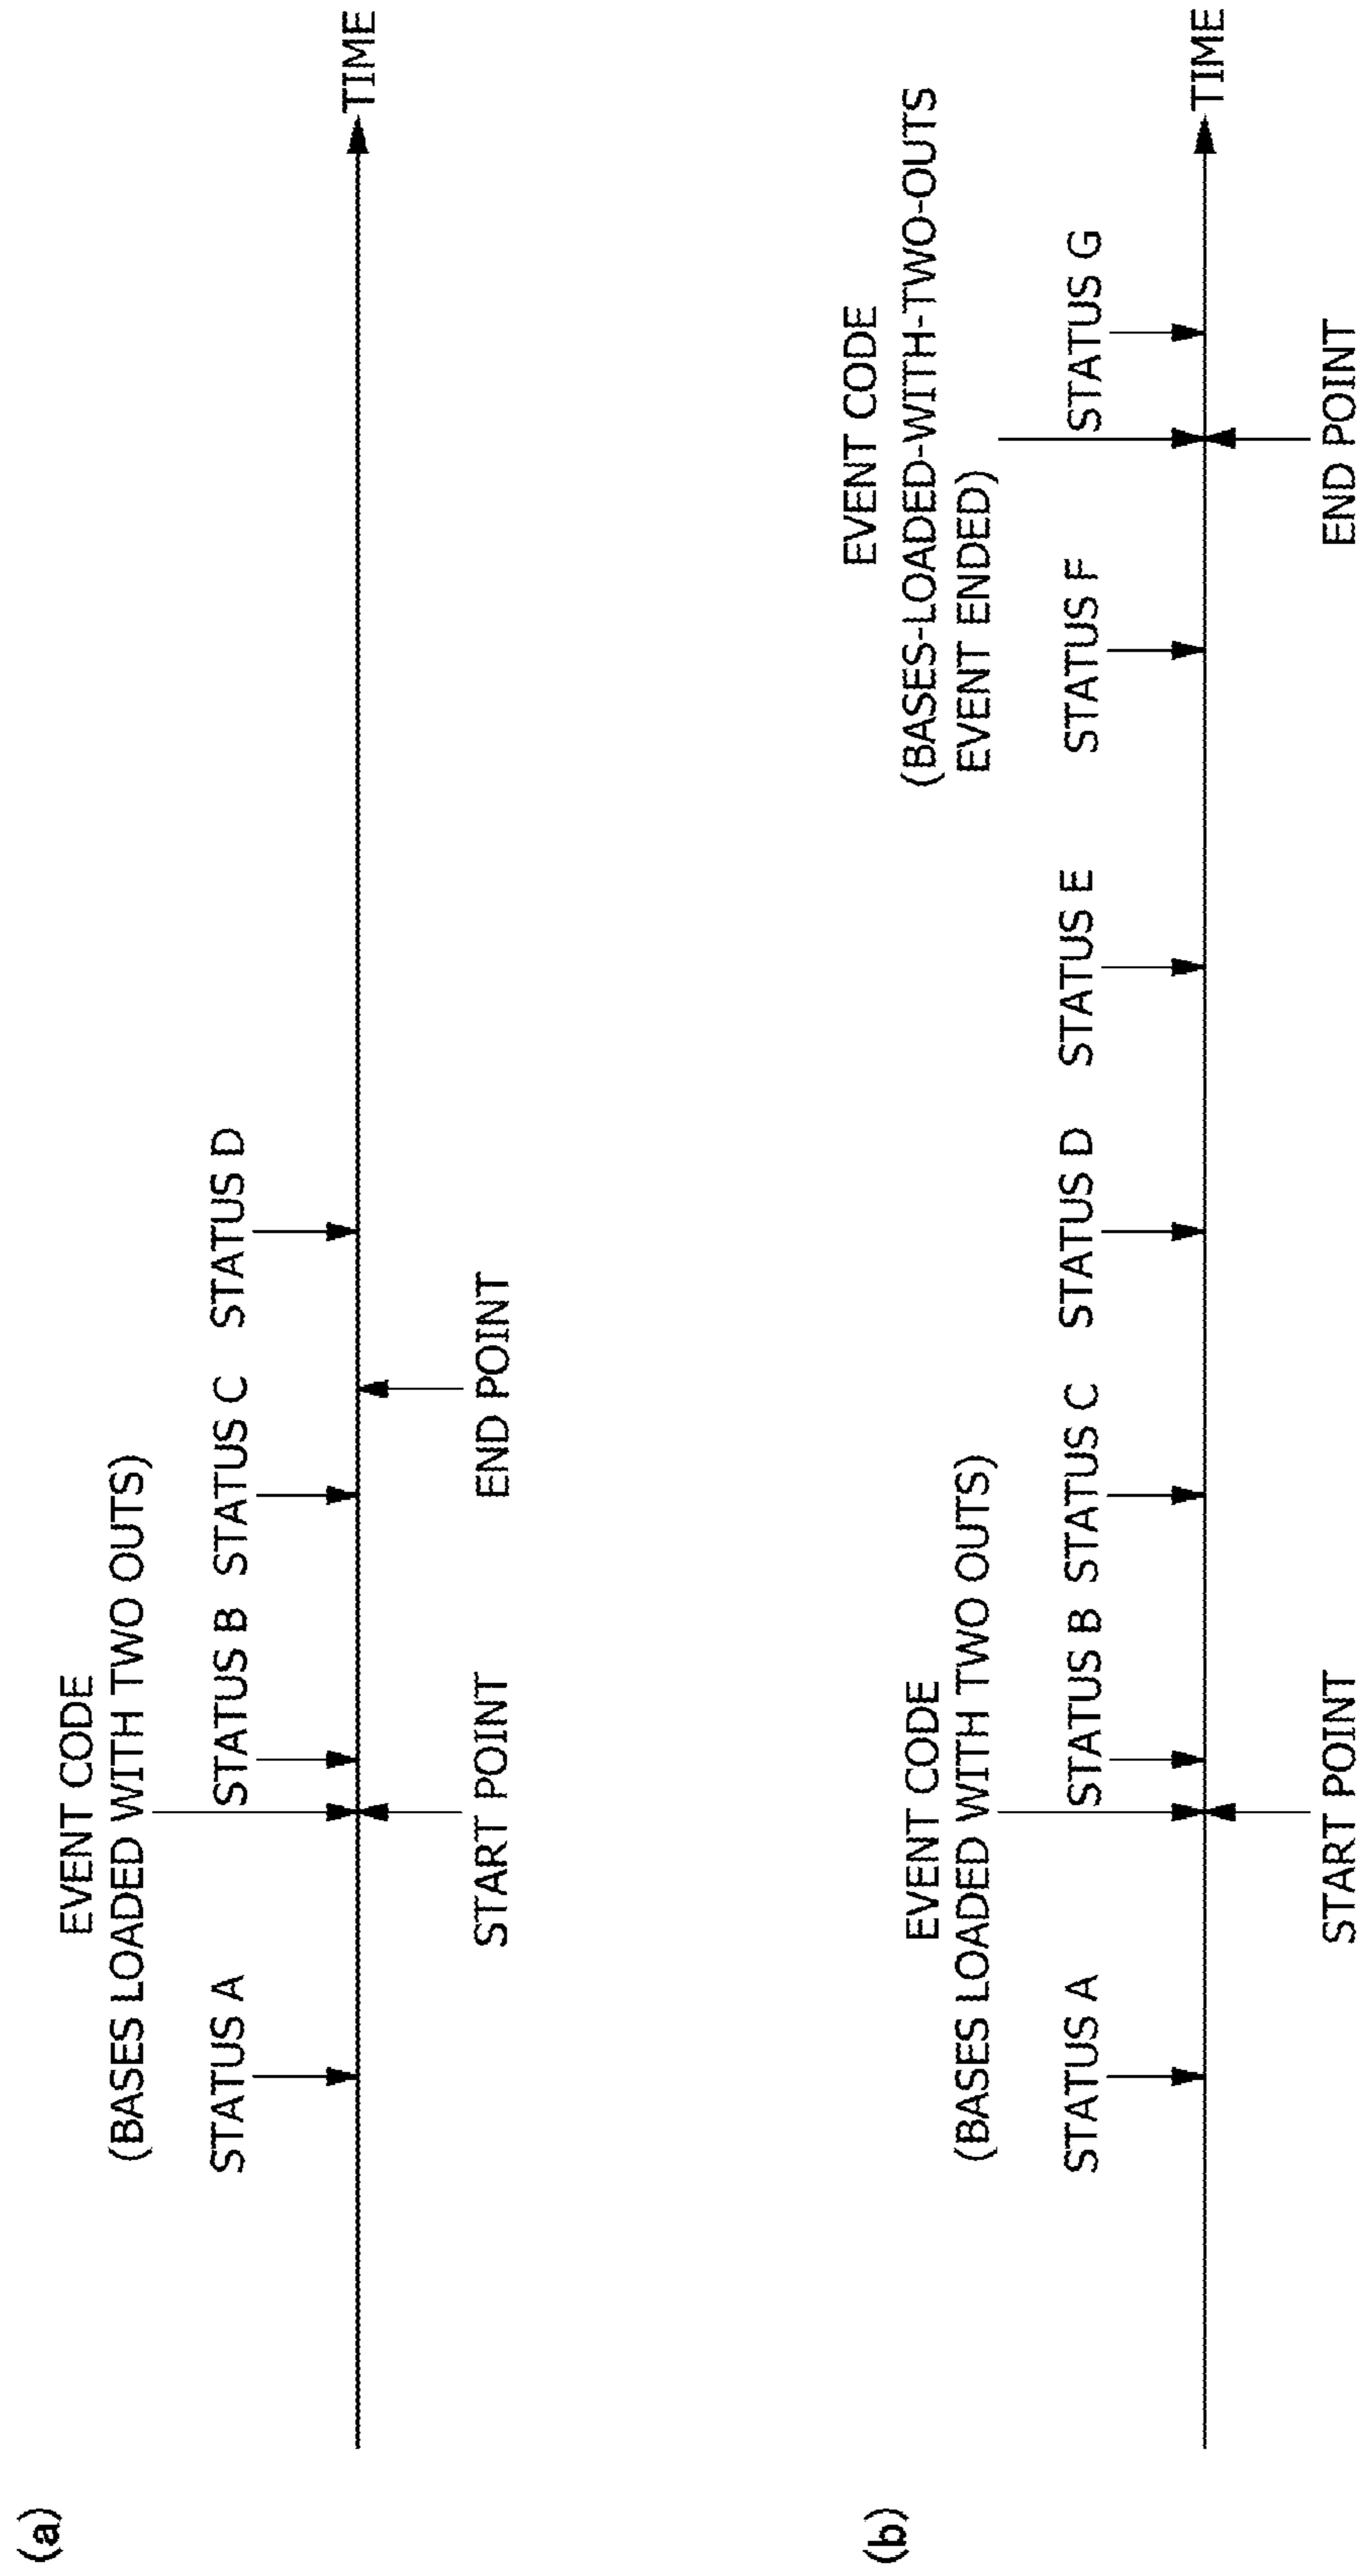 (a)
EVENT CODE
(BASES LOADED WITH TWO OUTS)
STATUS A
STATUS B
STATUS C
STATUS D
TIME
START POINT
END POINT
(b)
EVENT CODE
(BASES-LOADED-WITH-TWO-OUTS
EVENT ENDED)
EVENT CODE
(BASES LOADED WITH TWO OUTS)
STATUS A
STATUS B
STATUS C
STATUS D
STATUS E
STATUS F
STATUS G
TIME
START POINT
END POINT